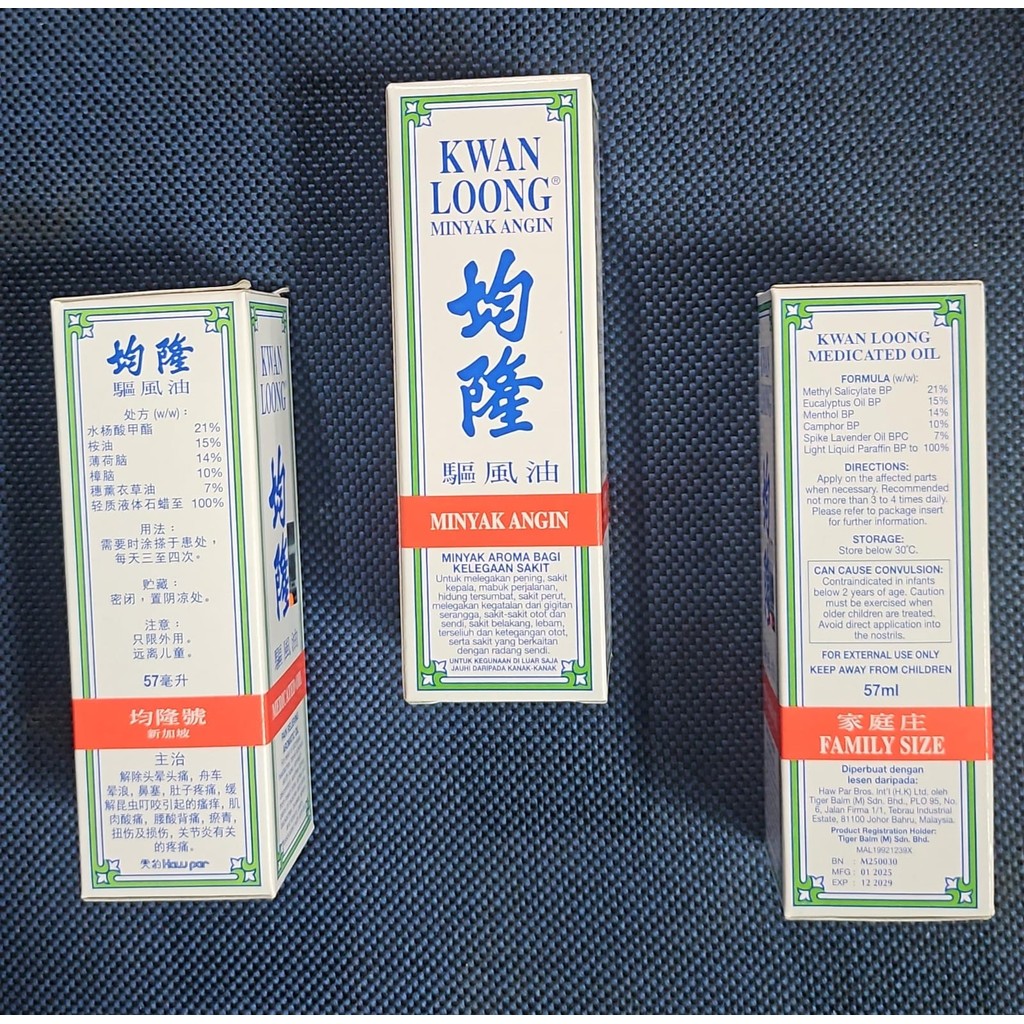 均隆
驅風油
处方 (w/w)：
水杨酸甲酯 21%
桉油 15%
薄荷脑 14%
樟脑 10%
穗薰衣草油 7%
轻质液体石蜡至 100%
用法：
需要时涂搽于患处，
每天三至四次。
贮藏：
密闭，置阴凉处。
注意：
只限外用。
远离儿童。
57毫升
均隆號
新加坡
主治
解除头晕头痛，舟车
晕浪，鼻塞，肚子疼痛，缓
解昆虫叮咬引起的瘙痒，肌
肉酸痛，腰酸背痛，瘀青，
扭伤及损伤，关节炎有关
的疼痛。
虎豹 Haw par
KWAN
LOONG
均隆
驅風油
MEDICATED OIL
KWAN
LOONG®
MINYAK ANGIN
均
隆
驅風油
MINYAK ANGIN
MINYAK AROMA BAGI
KELEGAAN SAKIT
Untuk melegakan pening, sakit
kepala, mabuk perjalanan,
hidung tersumbat, sakit perut,
melegakan kegatalan dari gigitan
serangga, sakit-sakit otot dan
sendi, sakit belakang, lebam,
terseliuh dan ketegangan otot,
serta sakit yang berkaitan
dengan radang sendi.
UNTUK KEGUNAAN DI LUAR SAJA
JAUHI DARIPADA KANAK-KANAK
KWAN LOONG
MEDICATED OIL
FORMULA (w/w):
Methyl Salicylate BP 21%
Eucalyptus Oil BP 15%
Menthol BP 14%
Camphor BP 10%
Spike Lavender Oil BPC 7%
Light Liquid Paraffin BP to 100%
DIRECTIONS:
Apply on the affected parts
when necessary. Recommended
not more than 3 to 4 times daily.
Please refer to package insert
for further information.
STORAGE:
Store below 30°C.
CAN CAUSE CONVULSION:
Contraindicated in infants
below 2 years of age. Caution
must be exercised when
older children are treated.
Avoid direct application into
the nostrils.
FOR EXTERNAL USE ONLY
KEEP AWAY FROM CHILDREN
57ml
家庭庄
FAMILY SIZE
Diperbuat dengan
lesen daripada:
Haw Par Bros. Int'l (H.K) Ltd, oleh
Tiger Balm (M) Sdn. Bhd., PLO 95, No.
6, Jalan Firma 1/1, Tebrau Industrial
Estate, 81100 Johor Bahru, Malaysia.
Product Registration Holder:
Tiger Balm (M) Sdn. Bhd.
MAL19921239X
BN : M250030
MFG : 01 2025
EXP : 12 2029